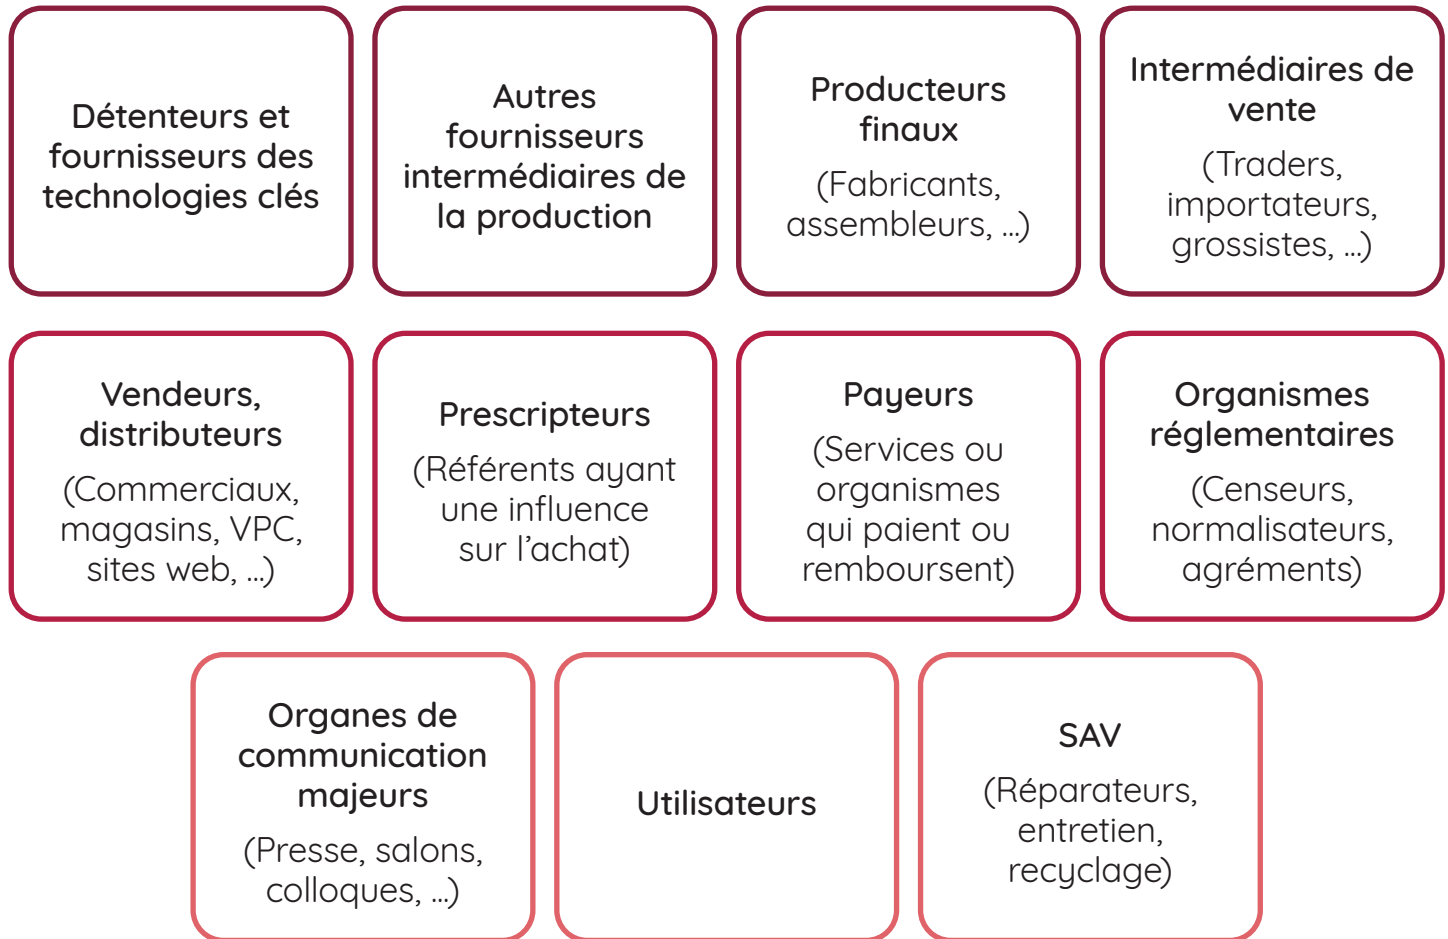 Détenteurs et
fournisseurs des
technologies clés
Autres
fournisseurs
intermédiaires de
la production
Producteurs
finaux
(Fabricants,
assembleurs, ...)
Intermédiaires de
vente
(Traders,
importateurs,
grossistes, ...)
Vendeurs,
distributeurs
(Commerciaux,
magasins, VPC,
sites web, ...)
Prescripteurs
(Référents ayant
une influence
sur l'achat)
Payeurs
(Services ou
organismes
qui paient ou
remboursent)
Organismes
réglementaires
(Censeurs,
normalisateurs,
agréments)
Organes de
communication
majeurs
(Presse, salons,
colloques, ...)
Utilisateurs
SAV
(Réparateurs,
entretien,
recyclage)